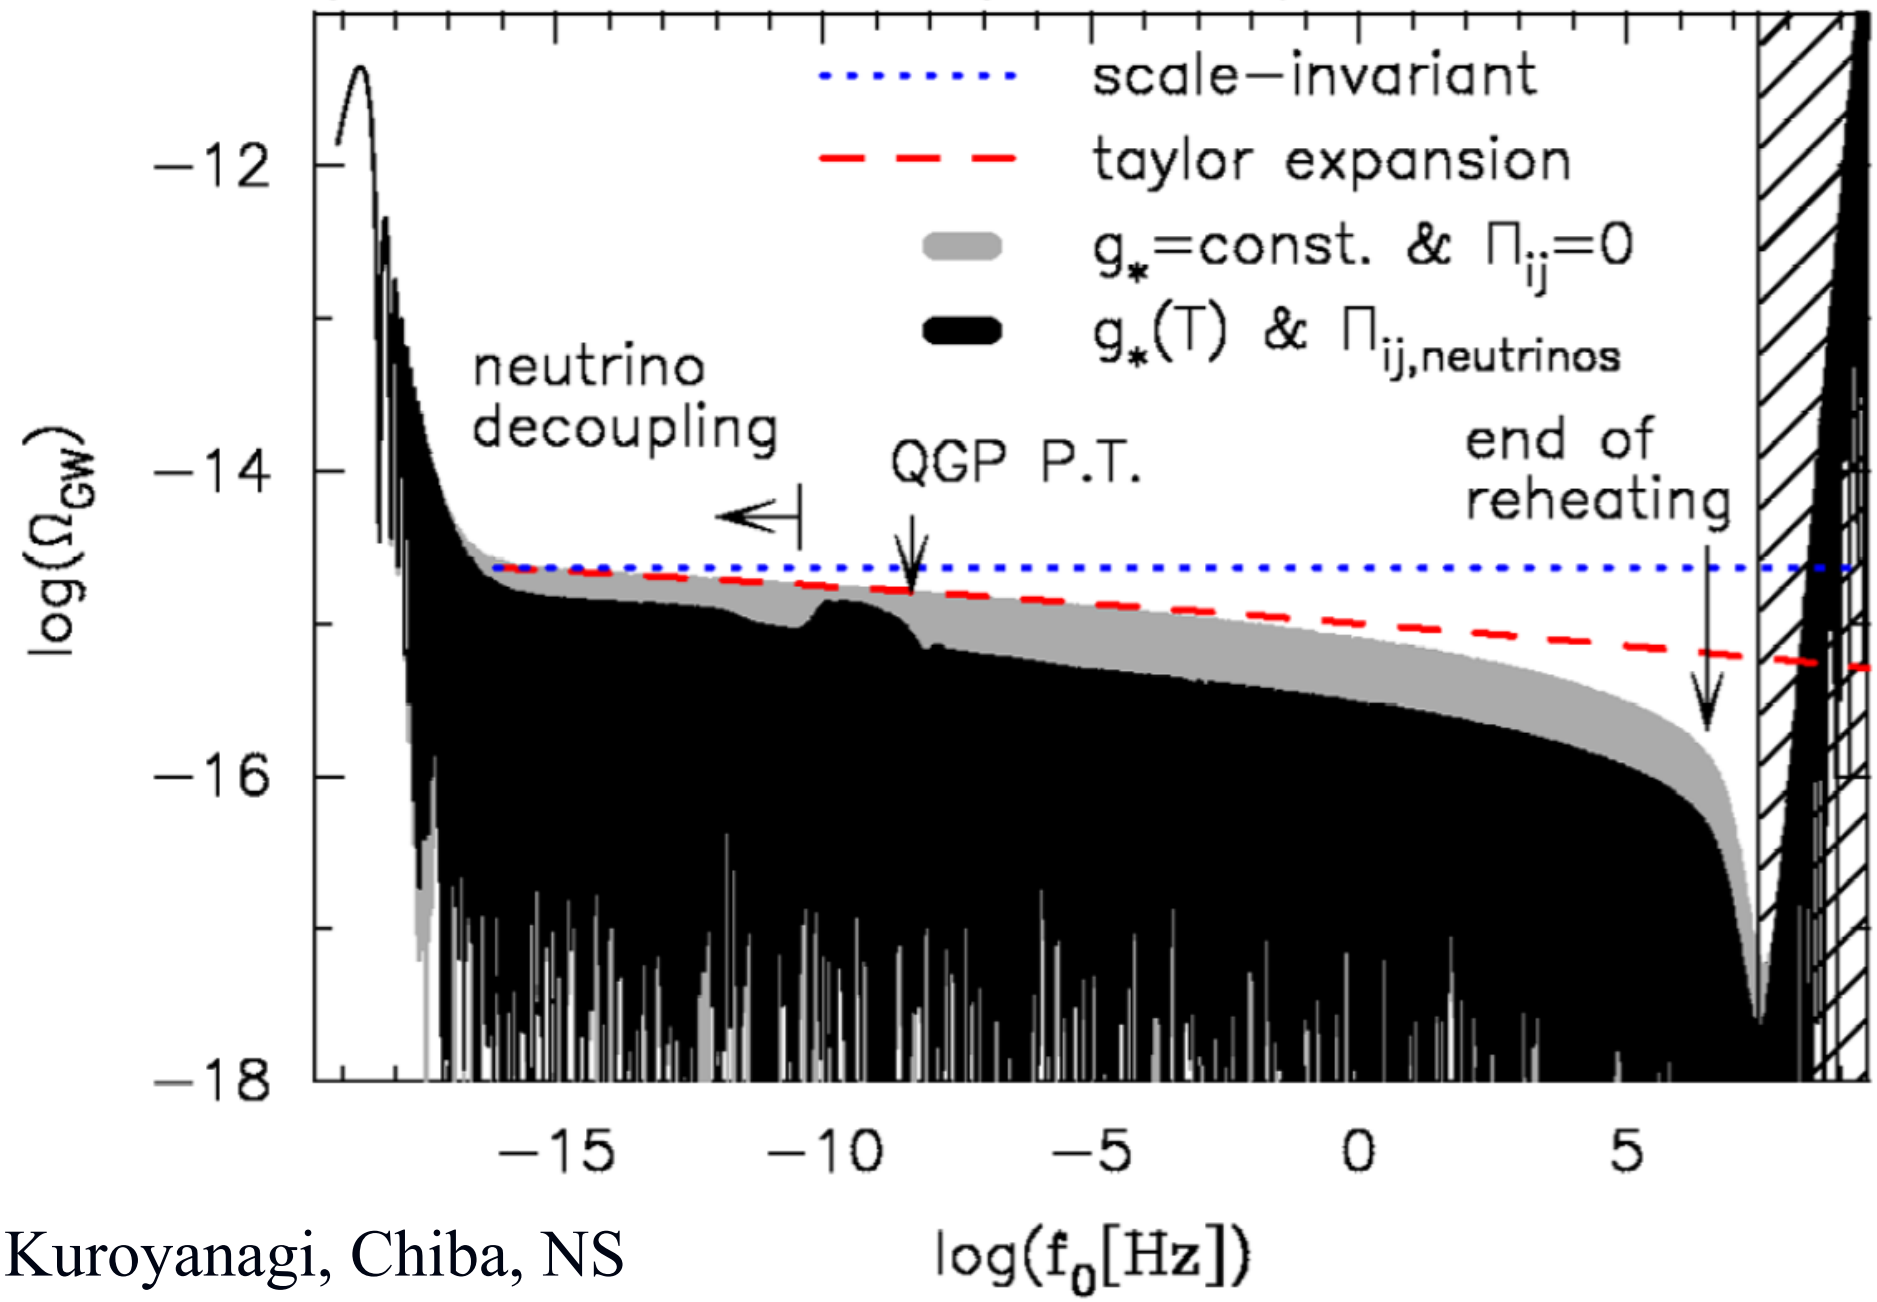 scale-invariant
taylor expansion
g*=const. & Πij=0
g*(T) & Πij,neutrinos
neutrino
decoupling
QGP P.T.
end of
reheating
log(ΩGW)
-12
-14
-16
-18
-15 -10 -5 0 5
log(f0[Hz])
Kuroyanagi, Chiba, NS